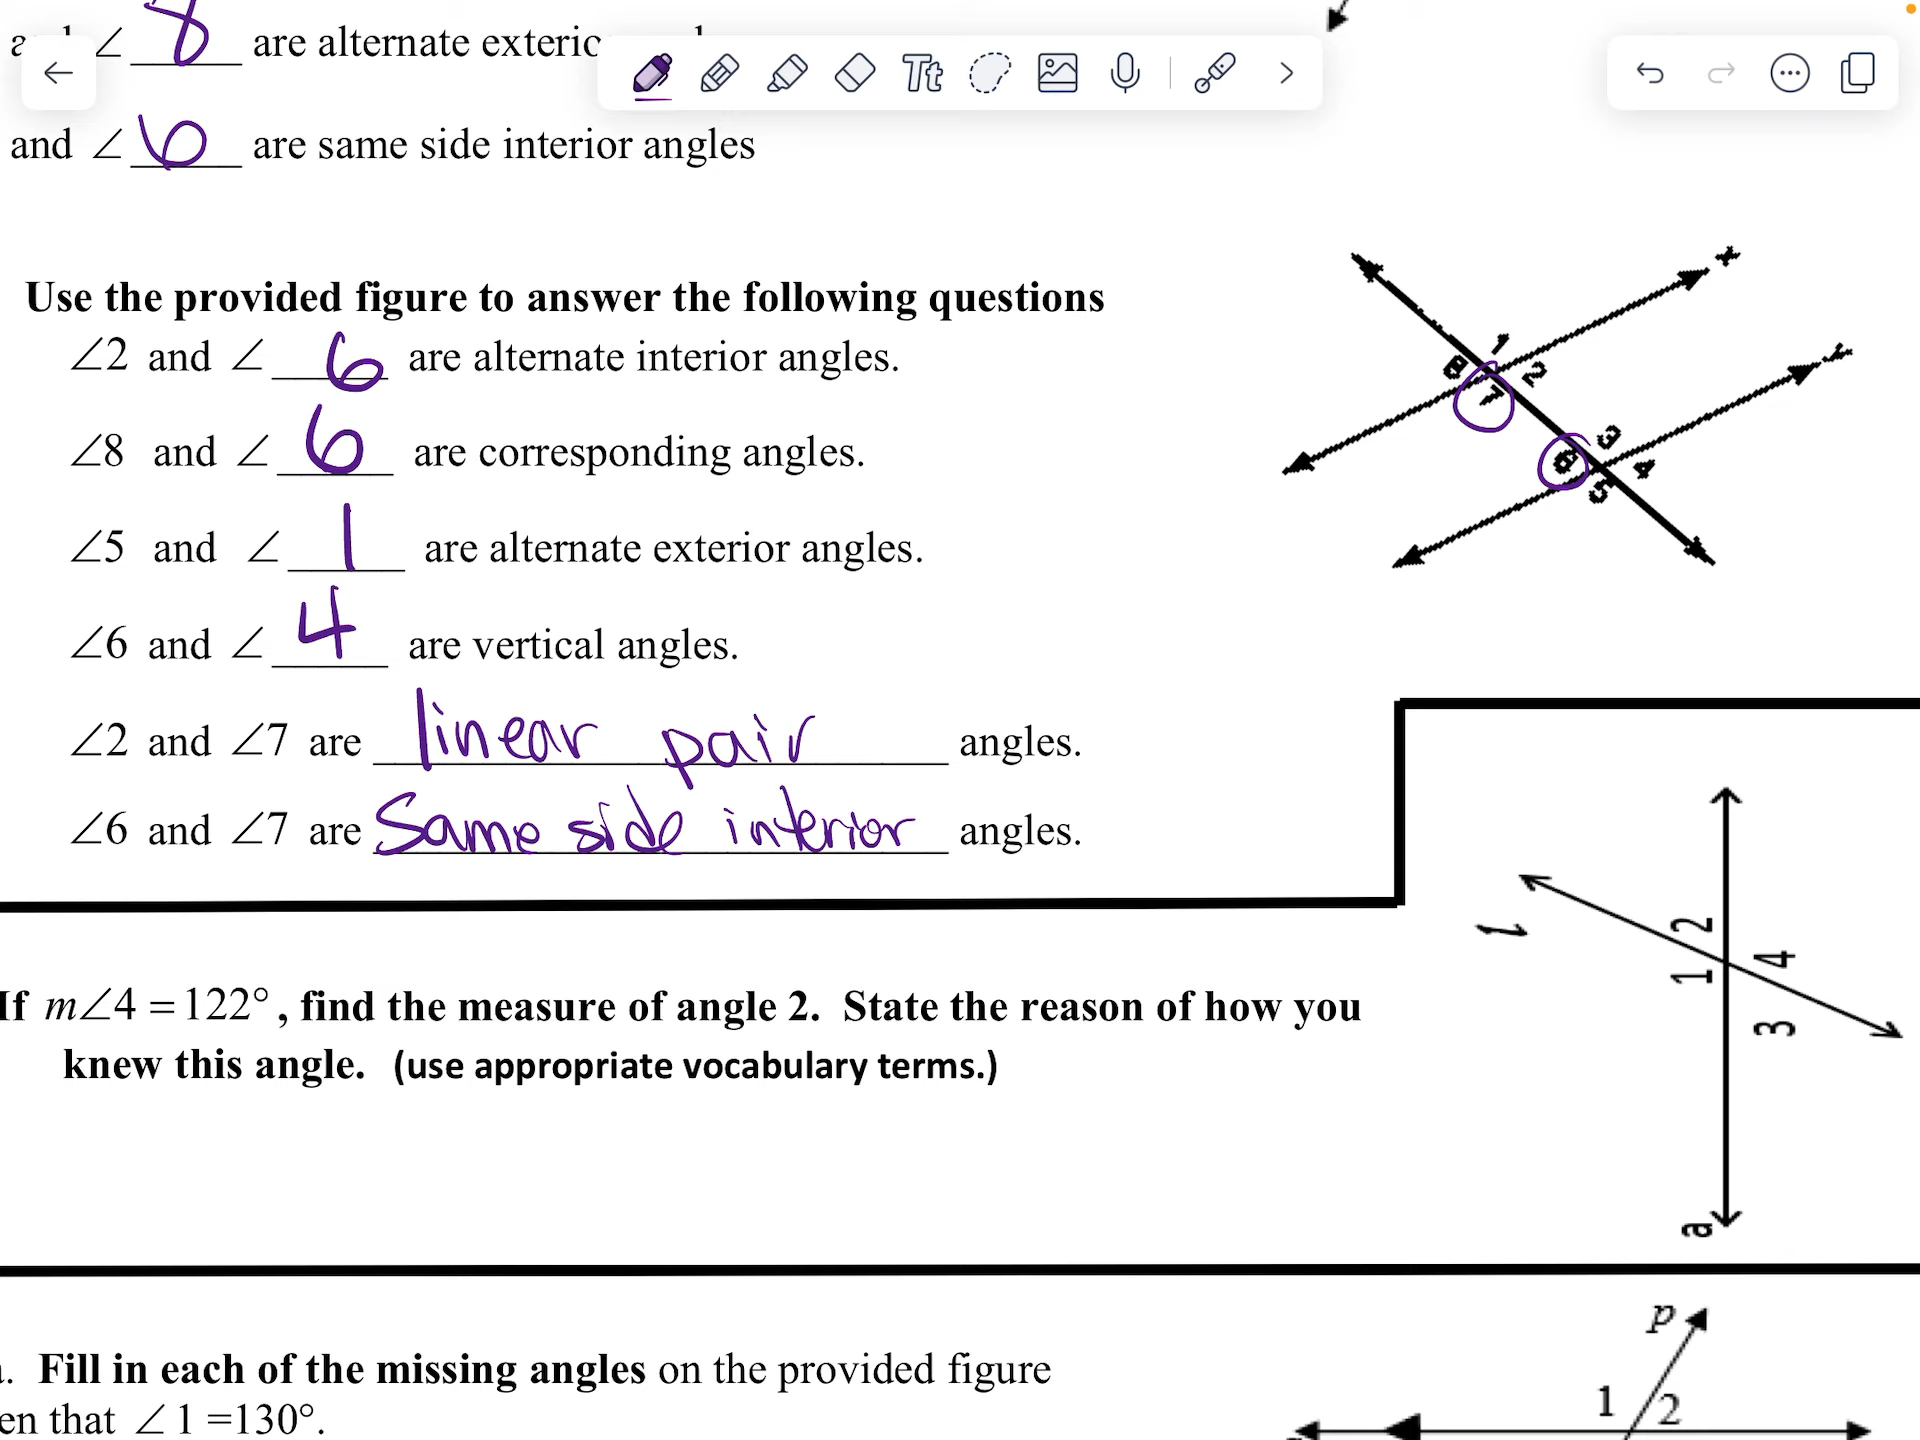 ∠ 8 are alternate exterio
Tt
and ∠ 6 are same side interior angles
Use the provided figure to answer the following questions
∠2 and ∠ 6 are alternate interior angles.
∠8 and ∠ 6 are corresponding angles.
∠5 and ∠ 1 are alternate exterior angles.
∠6 and ∠ 4 are vertical angles.
∠2 and ∠7 are linear pair angles.
∠6 and ∠7 are Same side interior angles.
1
8 2
7
3
6 4
5
If m∠4 = 122°, find the measure of angle 2. State the reason of how you
knew this angle. (use appropriate vocabulary terms.)
l
2
4
1
3
a
. Fill in each of the missing angles on the provided figure
en that ∠1 =130°.
p
1 2